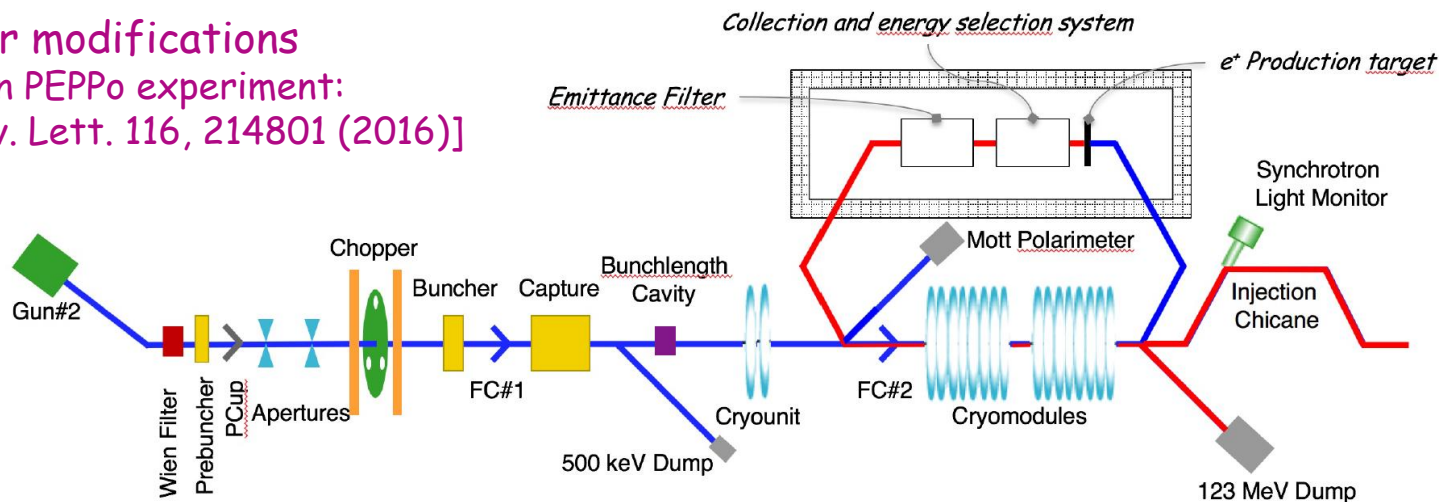 r modifications
n PEPPo experiment:
v. Lett. 116, 214801 (2016)]
Collection and energy selection system
e⁺ Production target
Emittance Filter
Synchrotron
Light Monitor
Mott Polarimeter
Chopper
Bunchlength
Cavity
Buncher
Capture
Injection
Chicane
Gun#2
FC#1
FC#2
Wien Filter
Prebuncher
PCup
Apertures
Cryounit
Cryomodules
500 keV Dump
123 MeV Dump